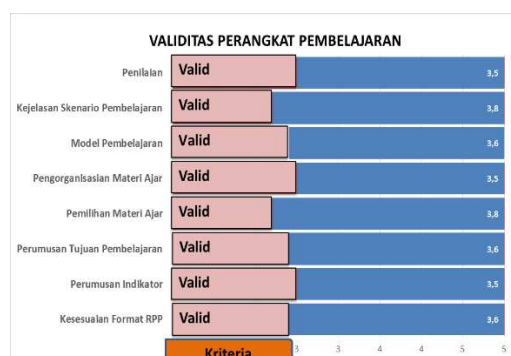 VALIDITAS PERANGKAT PEMBELAJARAN
Penilaian Valid 3,5
Kejelasan Skenario Pembelajaran Valid 3,8
Model Pembelajaran Valid 3,6
Pengorganisasian Materi Ajar Valid 3,5
Pemilihan Materi Ajar Valid 3,8
Perumusan Tujuan Pembelajaran Valid 3,6
Perumusan Indikator Valid 3,5
Kesesuaian Format RPP Valid 3,6
Kriteria 3 3 4 4 5 5